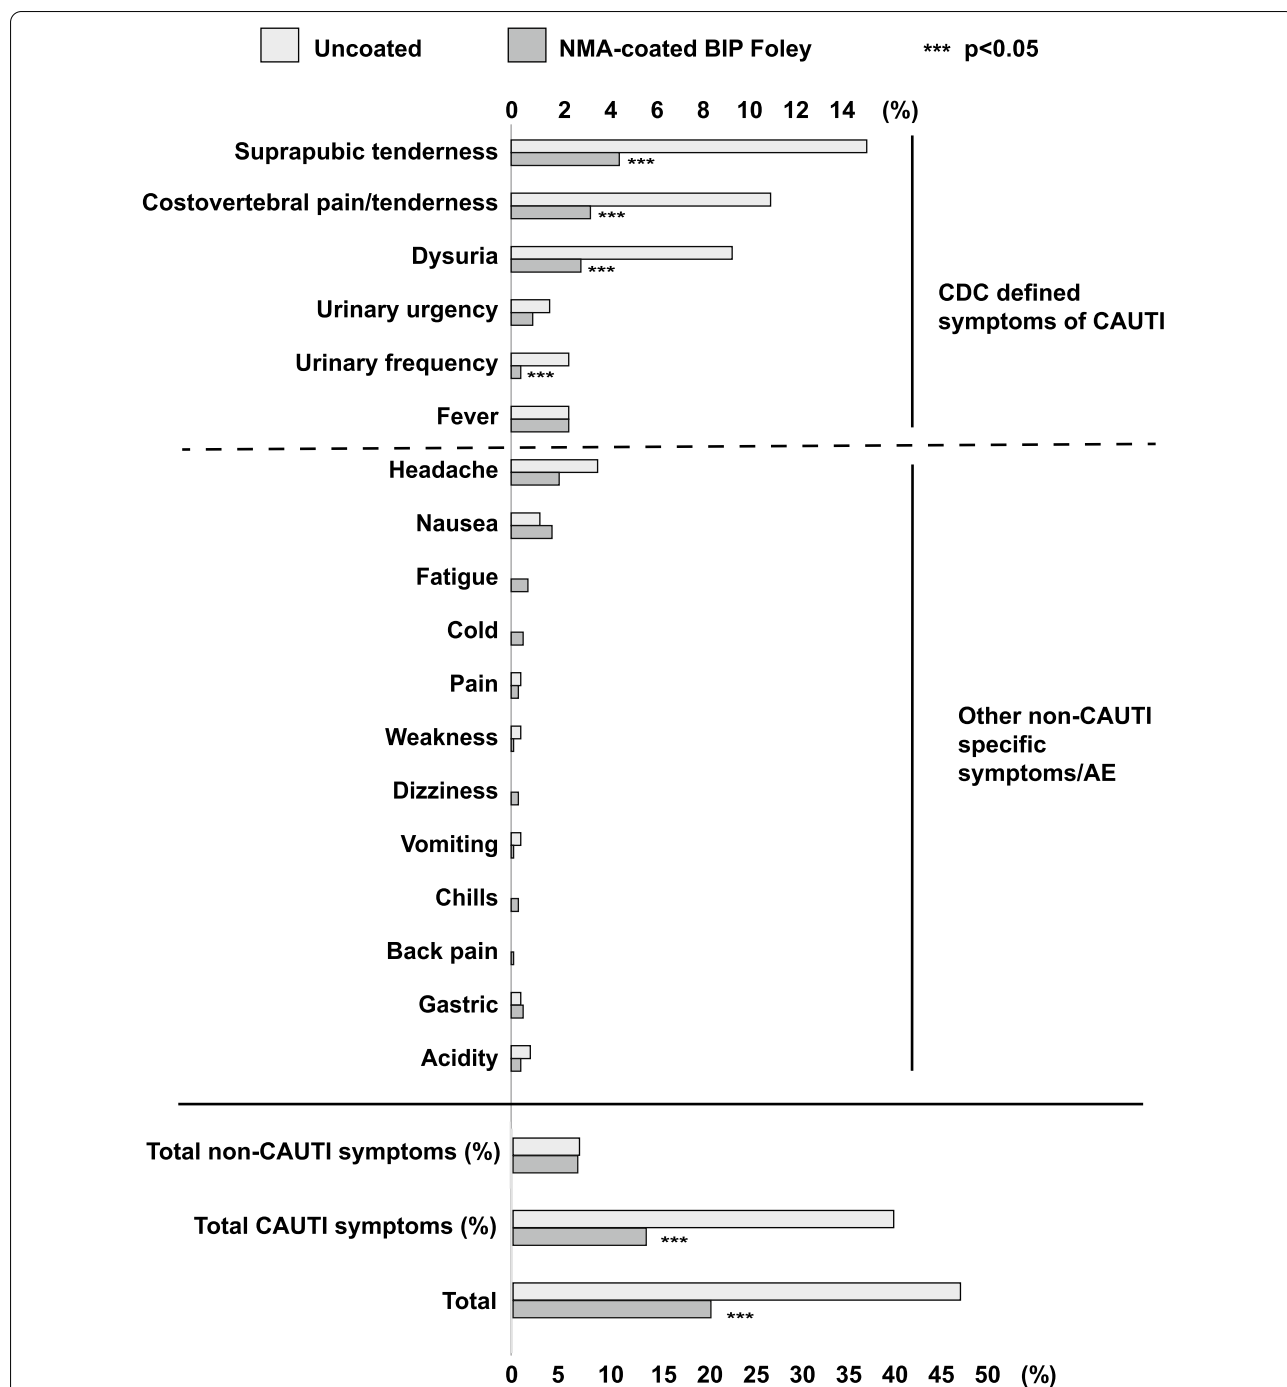 Uncoated NMA-coated BIP Foley *** p<0.05
0 2 4 6 8 10 12 14 (%)
Suprapubic tenderness
***
Costovertebral pain/tenderness
***
Dysuria
***
CDC defined
symptoms of CAUTI
Urinary urgency
Urinary frequency
***
Fever
Headache
Nausea
Fatigue
Cold
Pain
Weakness
Other non-CAUTI
specific
symptoms/AE
Dizziness
Vomiting
Chills
Back pain
Gastric
Acidity
Total non-CAUTI symptoms (%)
Total CAUTI symptoms (%)
***
Total
***
0 5 10 15 20 25 30 35 40 45 50 (%)